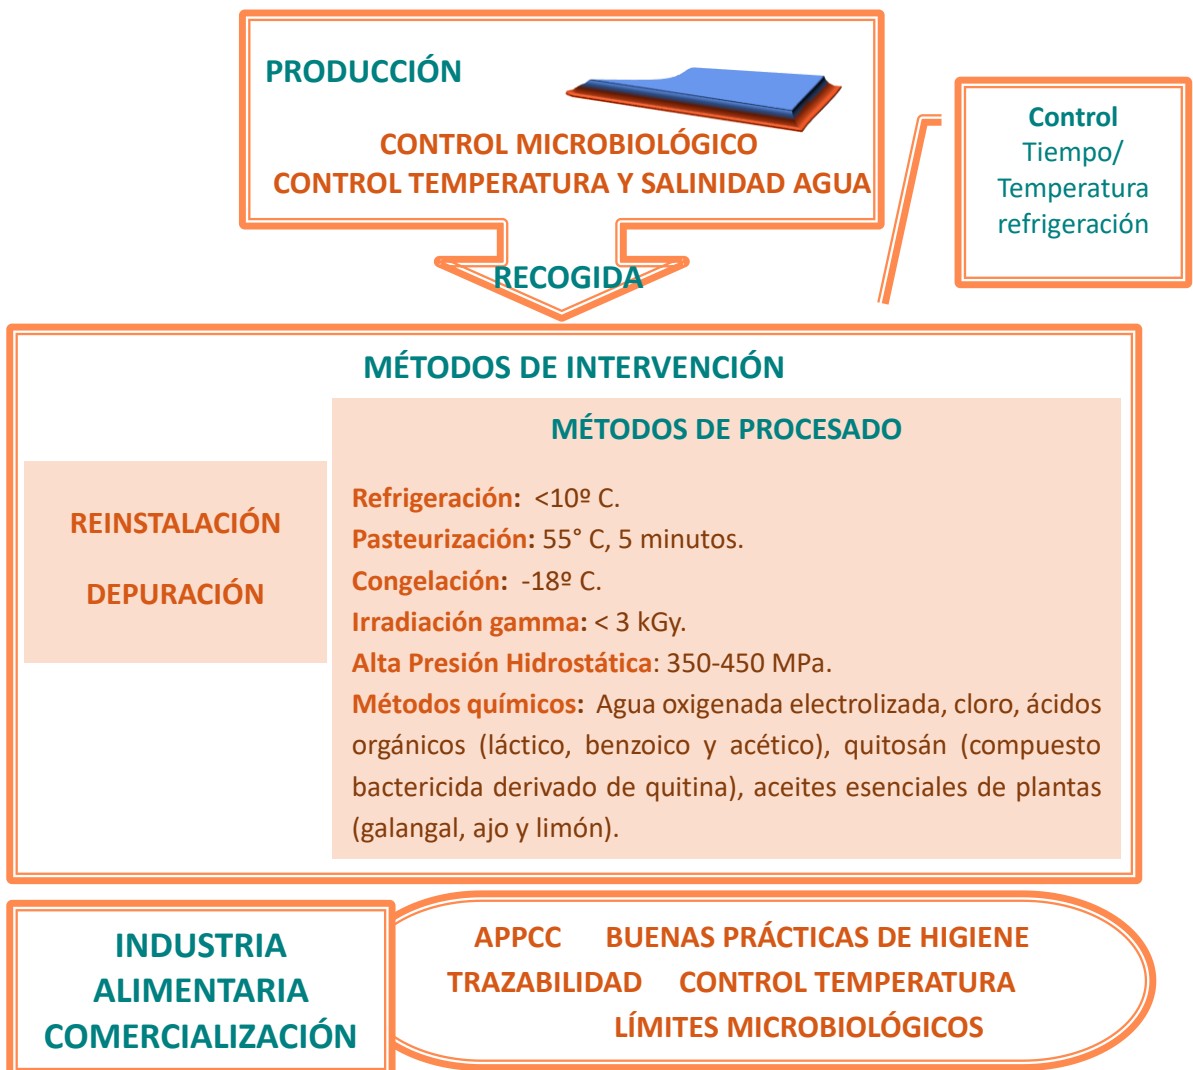 PRODUCCIÓN
CONTROL MICROBIOLÓGICO
CONTROL TEMPERATURA Y SALINIDAD AGUA
Control
Tiempo/
Temperatura
refrigeración
RECOGIDA
MÉTODOS DE INTERVENCIÓN
REINSTALACIÓN
DEPURACIÓN
MÉTODOS DE PROCESADO
Refrigeración: <10º C.
Pasteurización: 55° C, 5 minutos.
Congelación: -18º C.
Irradiación gamma: < 3 kGy.
Alta Presión Hidrostática: 350-450 MPa.
Métodos químicos: Agua oxigenada electrolizada, cloro, ácidos
orgánicos (láctico, benzoico y acético), quitosán (compuesto
bactericida derivado de quitina), aceites esenciales de plantas
(galangal, ajo y limón).
INDUSTRIA
ALIMENTARIA
COMERCIALIZACIÓN
APPCC BUENAS PRÁCTICAS DE HIGIENE
TRAZABILIDAD CONTROL TEMPERATURA
LÍMITES MICROBIOLÓGICOS